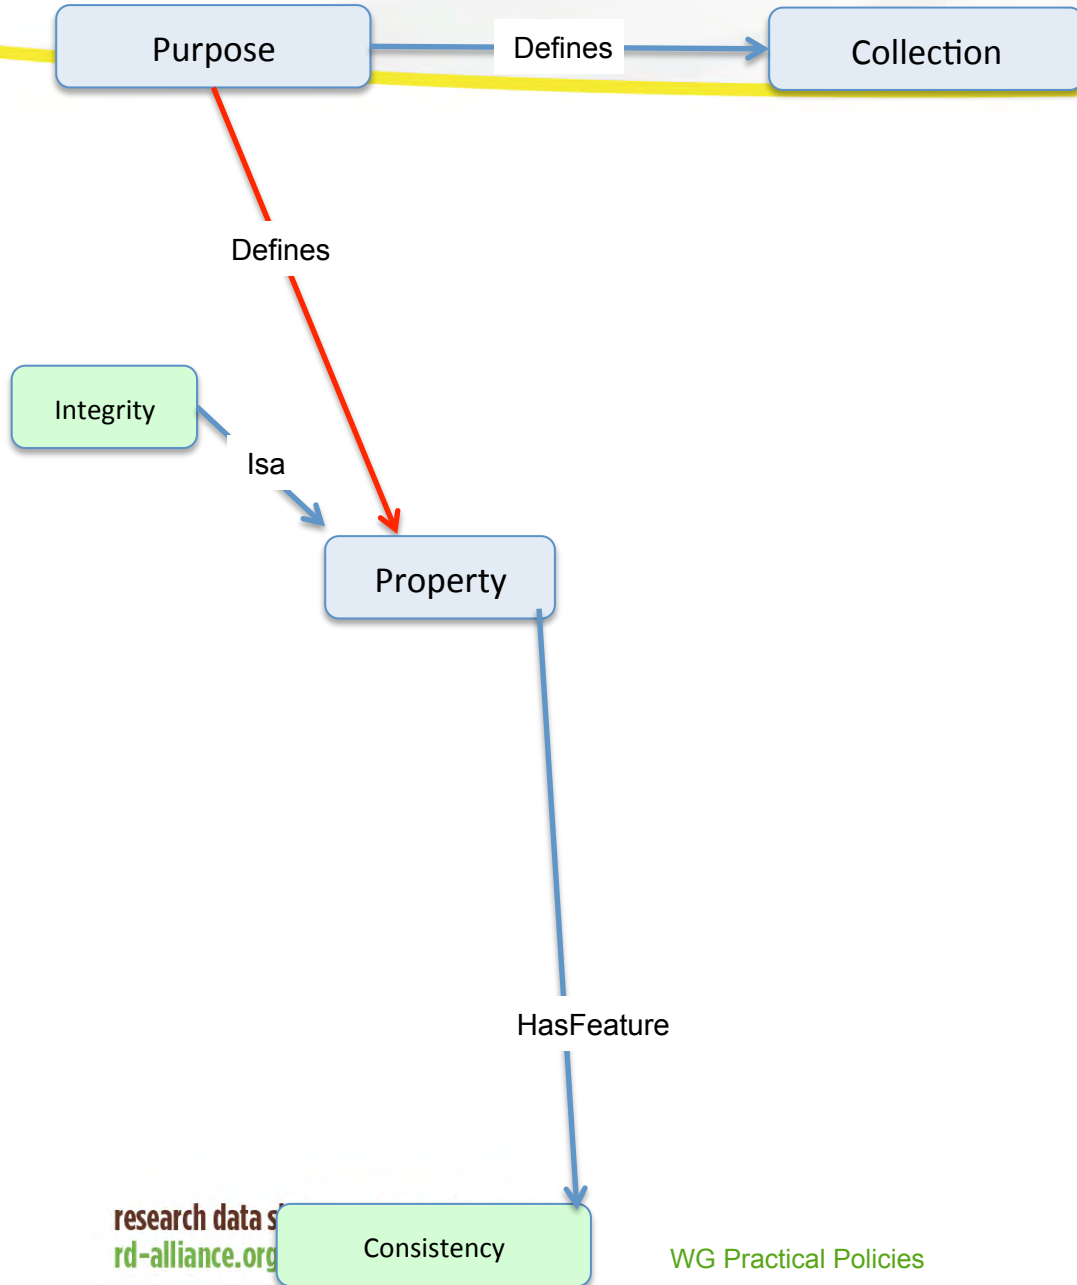 Purpose
Defines
Collection
Defines
Integrity
Isa
Property
HasFeature
research data s
rd-alliance.org
Consistency
WG Practical Policies